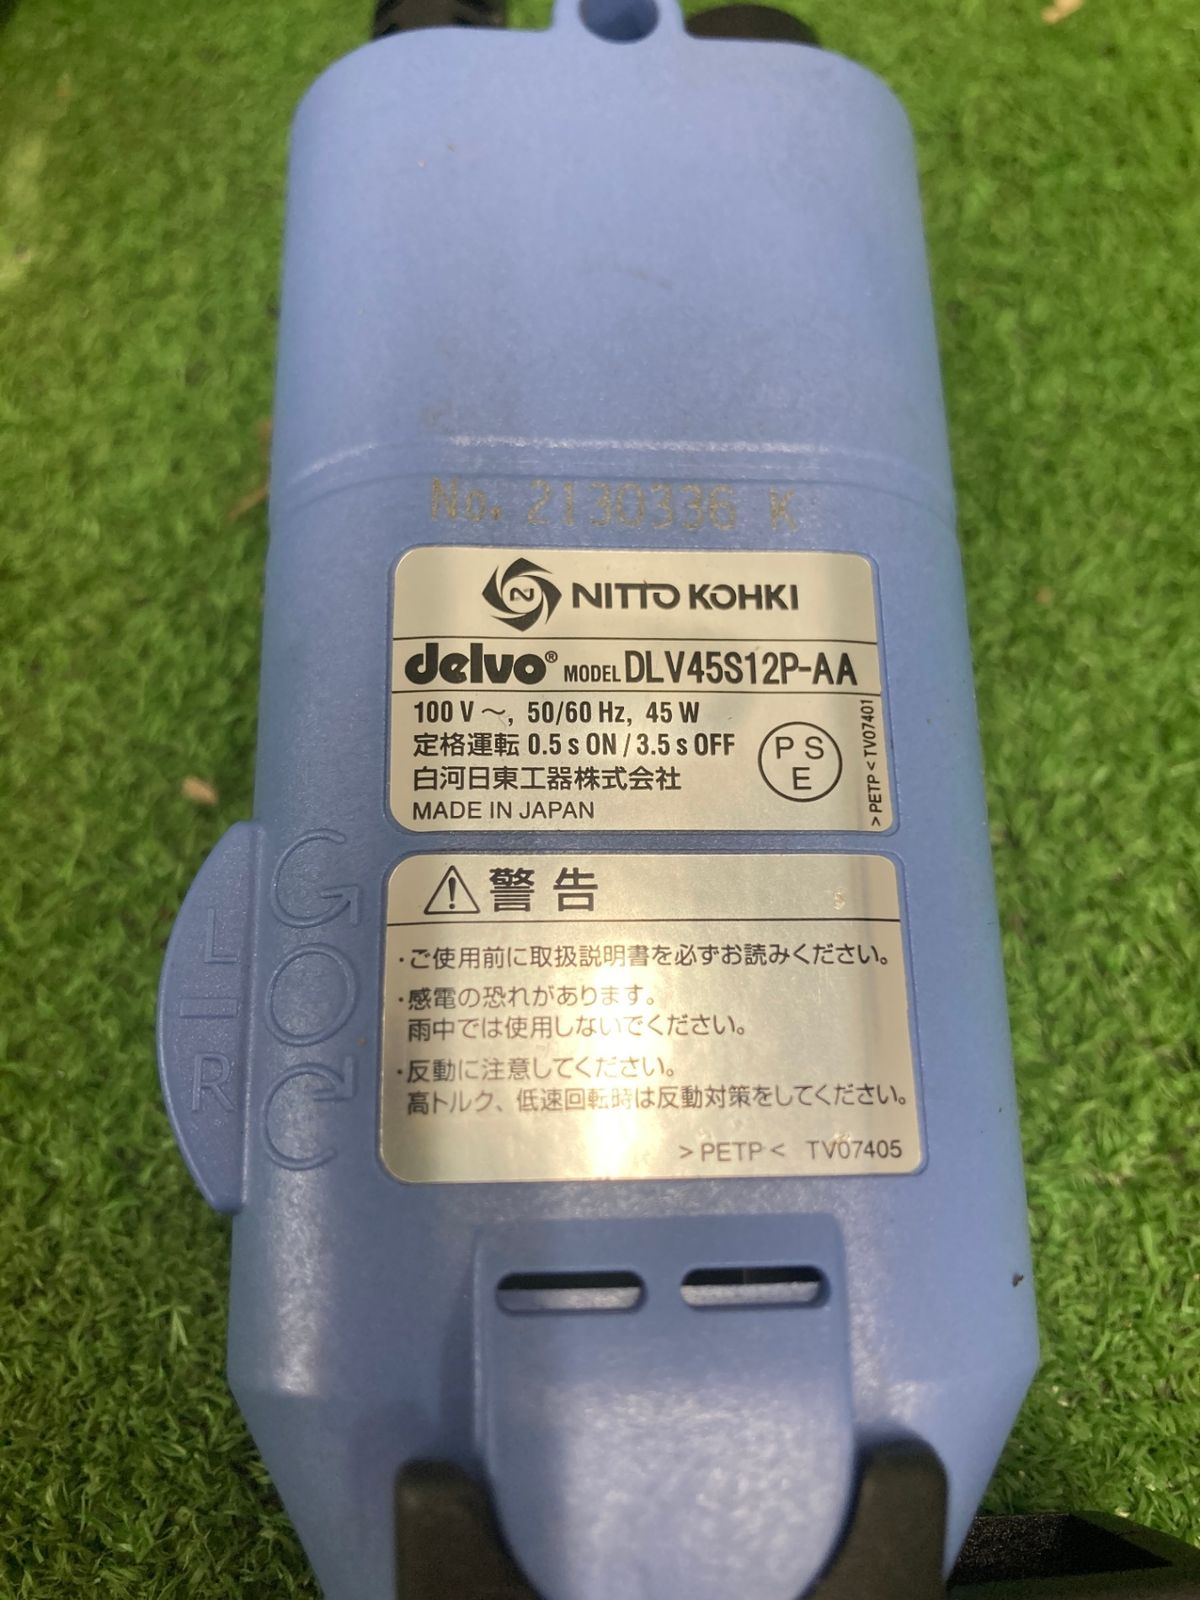 No. 2130336 K
NITTO KOHKI
delvo® MODEL DLV45S12P-AA
100 V ～, 50/60 Hz, 45 W
定格運転 0.5 s ON / 3.5 s OFF
白河日東工器株式会社
MADE IN JAPAN
P S
E
>PETP< TV07401
警告
・ご使用前に取扱説明書を必ずお読みください。
・感電の恐れがあります。
雨中では使用しないでください。
・反動に注意してください。
高トルク、低速回転時は反動対策をしてください。
>PETP< TV07405
L
R